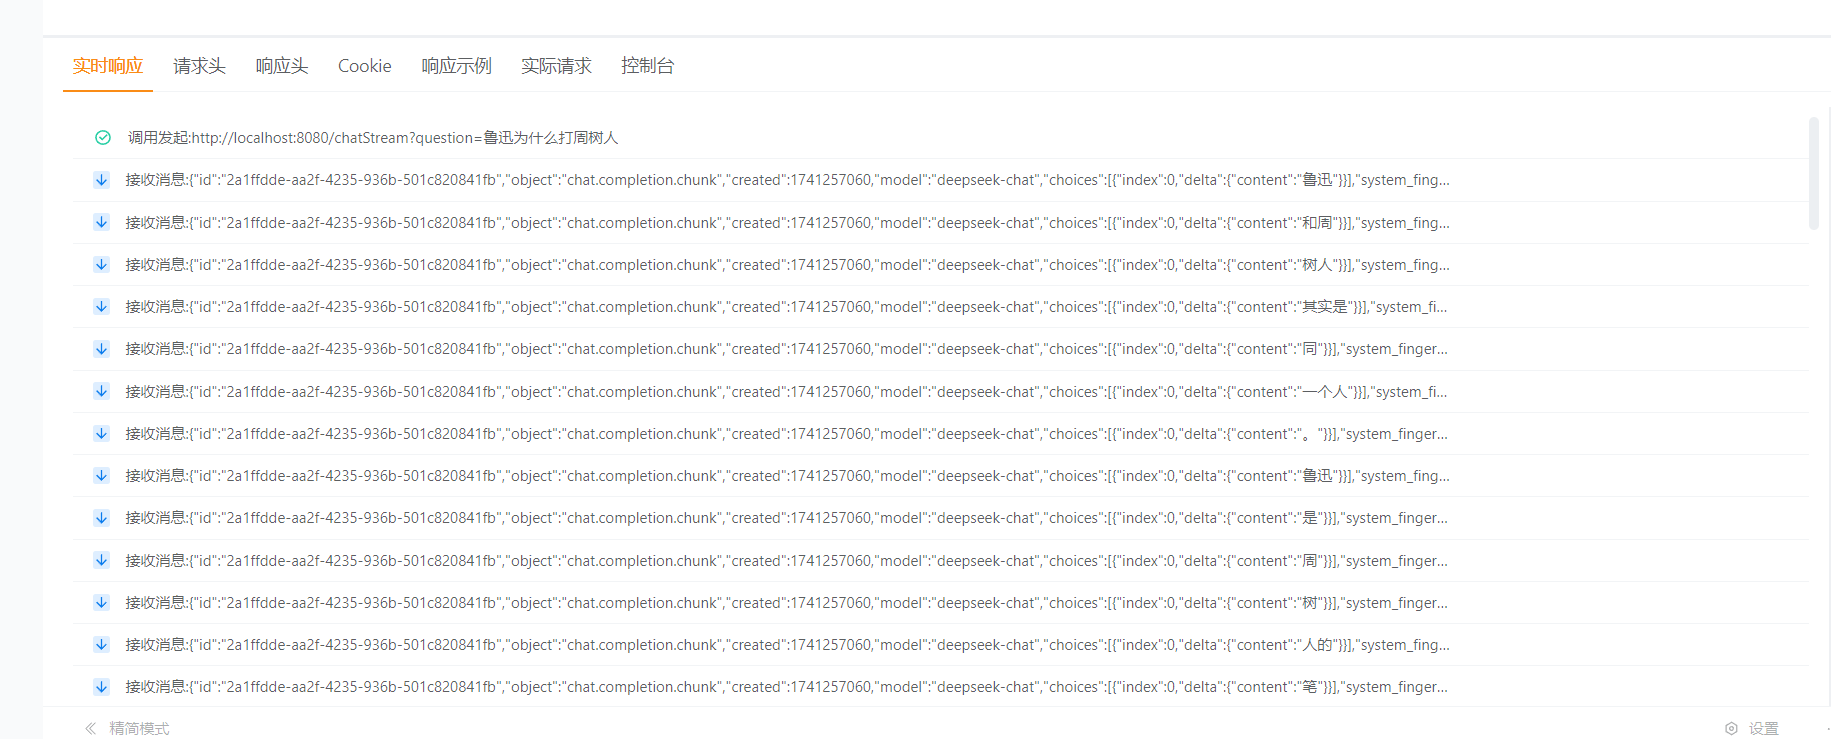 实时响应 请求头 响应头 Cookie 响应示例 实际请求 控制台
调用发起:http://localhost:8080/chatStream?question=鲁迅为什么打周树人
接收消息:{"id":"2a1ffdde-aa2f-4235-936b-501c820841fb","object":"chat.completion.chunk","created":1741257060,"model":"deepseek-chat","choices":[{"index":0,"delta":{"content":"鲁迅"}}],"system_fing...
接收消息:{"id":"2a1ffdde-aa2f-4235-936b-501c820841fb","object":"chat.completion.chunk","created":1741257060,"model":"deepseek-chat","choices":[{"index":0,"delta":{"content":"和周"}}],"system_fing...
接收消息:{"id":"2a1ffdde-aa2f-4235-936b-501c820841fb","object":"chat.completion.chunk","created":1741257060,"model":"deepseek-chat","choices":[{"index":0,"delta":{"content":"树人"}}],"system_fing...
接收消息:{"id":"2a1ffdde-aa2f-4235-936b-501c820841fb","object":"chat.completion.chunk","created":1741257060,"model":"deepseek-chat","choices":[{"index":0,"delta":{"content":"其实是"}}],"system_fi...
接收消息:{"id":"2a1ffdde-aa2f-4235-936b-501c820841fb","object":"chat.completion.chunk","created":1741257060,"model":"deepseek-chat","choices":[{"index":0,"delta":{"content":"同"}}],"system_finger...
接收消息:{"id":"2a1ffdde-aa2f-4235-936b-501c820841fb","object":"chat.completion.chunk","created":1741257060,"model":"deepseek-chat","choices":[{"index":0,"delta":{"content":"一个人"}}],"system_fi...
接收消息:{"id":"2a1ffdde-aa2f-4235-936b-501c820841fb","object":"chat.completion.chunk","created":1741257060,"model":"deepseek-chat","choices":[{"index":0,"delta":{"content":"。"}}],"system_finger...
接收消息:{"id":"2a1ffdde-aa2f-4235-936b-501c820841fb","object":"chat.completion.chunk","created":1741257060,"model":"deepseek-chat","choices":[{"index":0,"delta":{"content":"鲁迅"}}],"system_fing...
接收消息:{"id":"2a1ffdde-aa2f-4235-936b-501c820841fb","object":"chat.completion.chunk","created":1741257060,"model":"deepseek-chat","choices":[{"index":0,"delta":{"content":"是"}}],"system_finger...
接收消息:{"id":"2a1ffdde-aa2f-4235-936b-501c820841fb","object":"chat.completion.chunk","created":1741257060,"model":"deepseek-chat","choices":[{"index":0,"delta":{"content":"周"}}],"system_finger...
接收消息:{"id":"2a1ffdde-aa2f-4235-936b-501c820841fb","object":"chat.completion.chunk","created":1741257060,"model":"deepseek-chat","choices":[{"index":0,"delta":{"content":"树"}}],"system_finger...
接收消息:{"id":"2a1ffdde-aa2f-4235-936b-501c820841fb","object":"chat.completion.chunk","created":1741257060,"model":"deepseek-chat","choices":[{"index":0,"delta":{"content":"人的"}}],"system_fing...
接收消息:{"id":"2a1ffdde-aa2f-4235-936b-501c820841fb","object":"chat.completion.chunk","created":1741257060,"model":"deepseek-chat","choices":[{"index":0,"delta":{"content":"笔"}}],"system_finger...
精简模式 设置